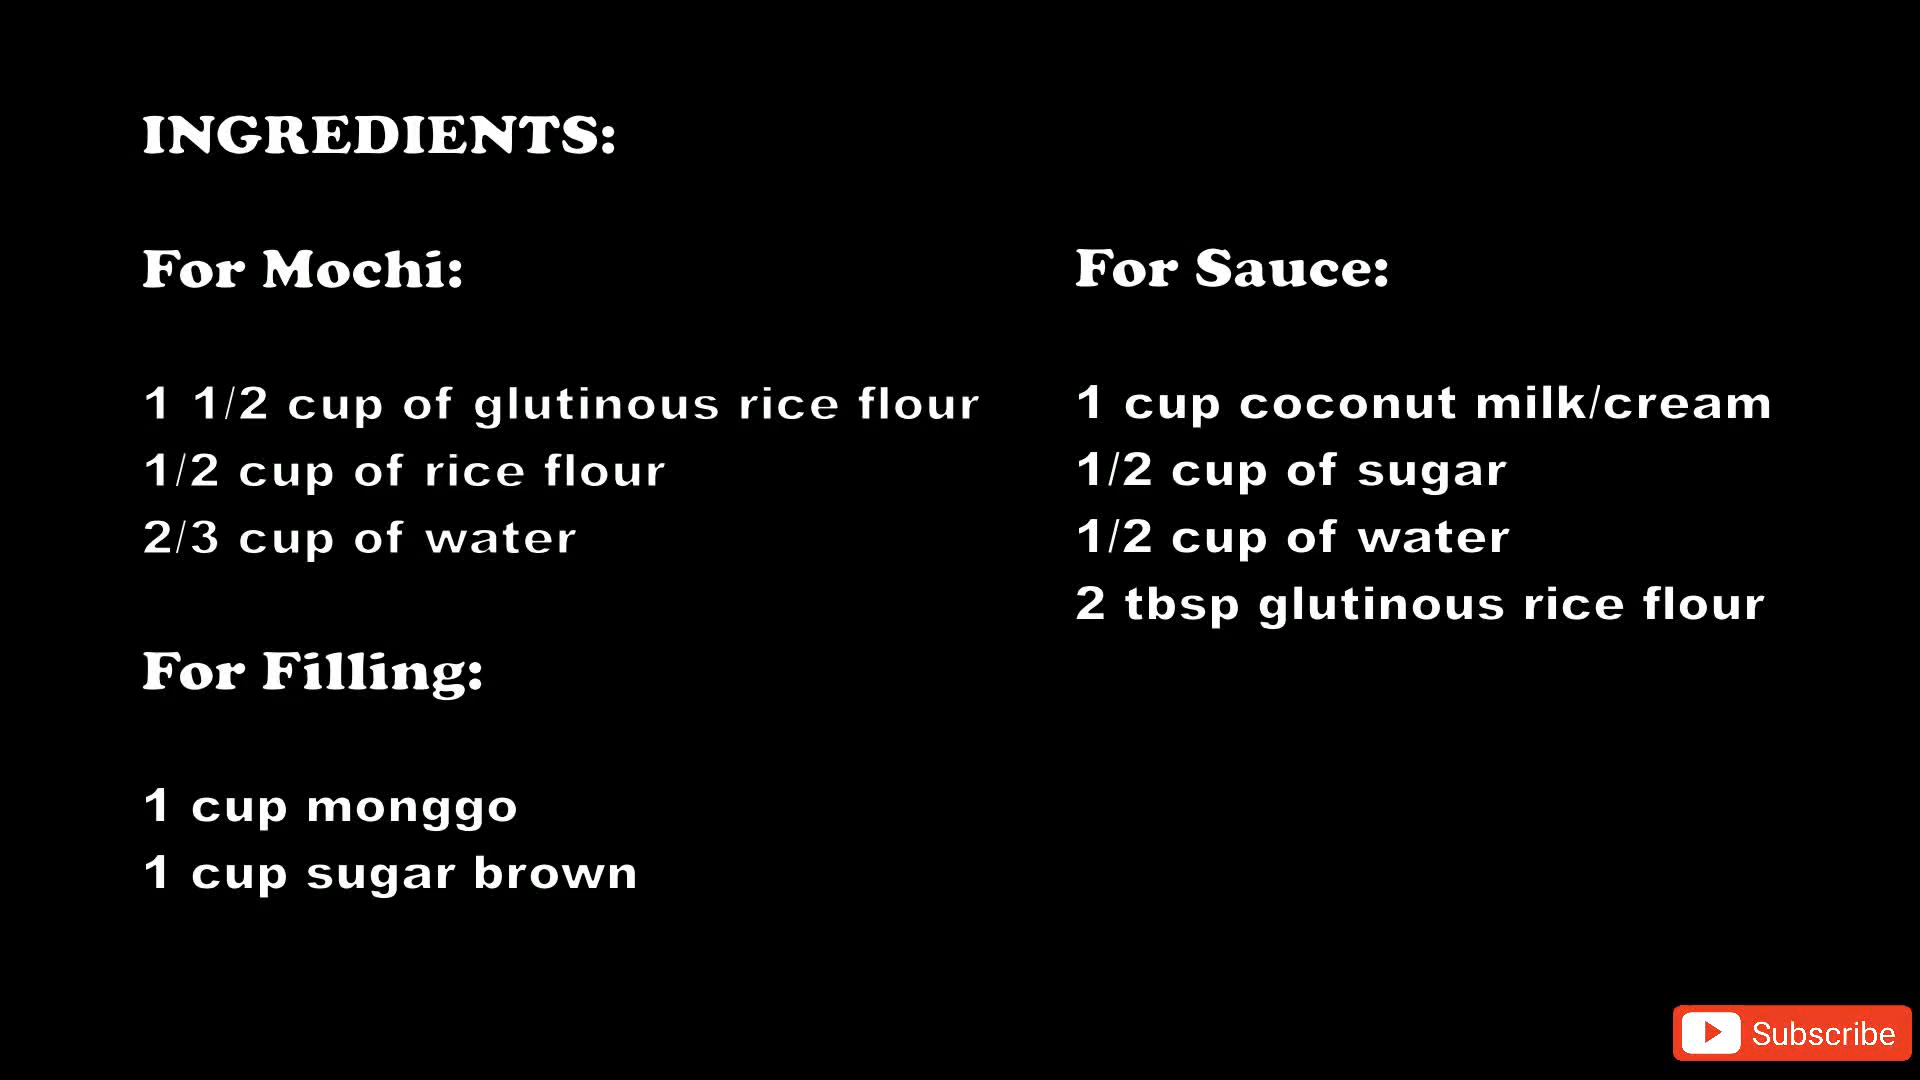 INGREDIENTS:
For Mochi:
1 1/2 cup of glutinous rice flour
1/2 cup of rice flour
2/3 cup of water
For Filling:
1 cup monggo
1 cup sugar brown
For Sauce:
1 cup coconut milk/cream
1/2 cup of sugar
1/2 cup of water
2 tbsp glutinous rice flour
Subscribe